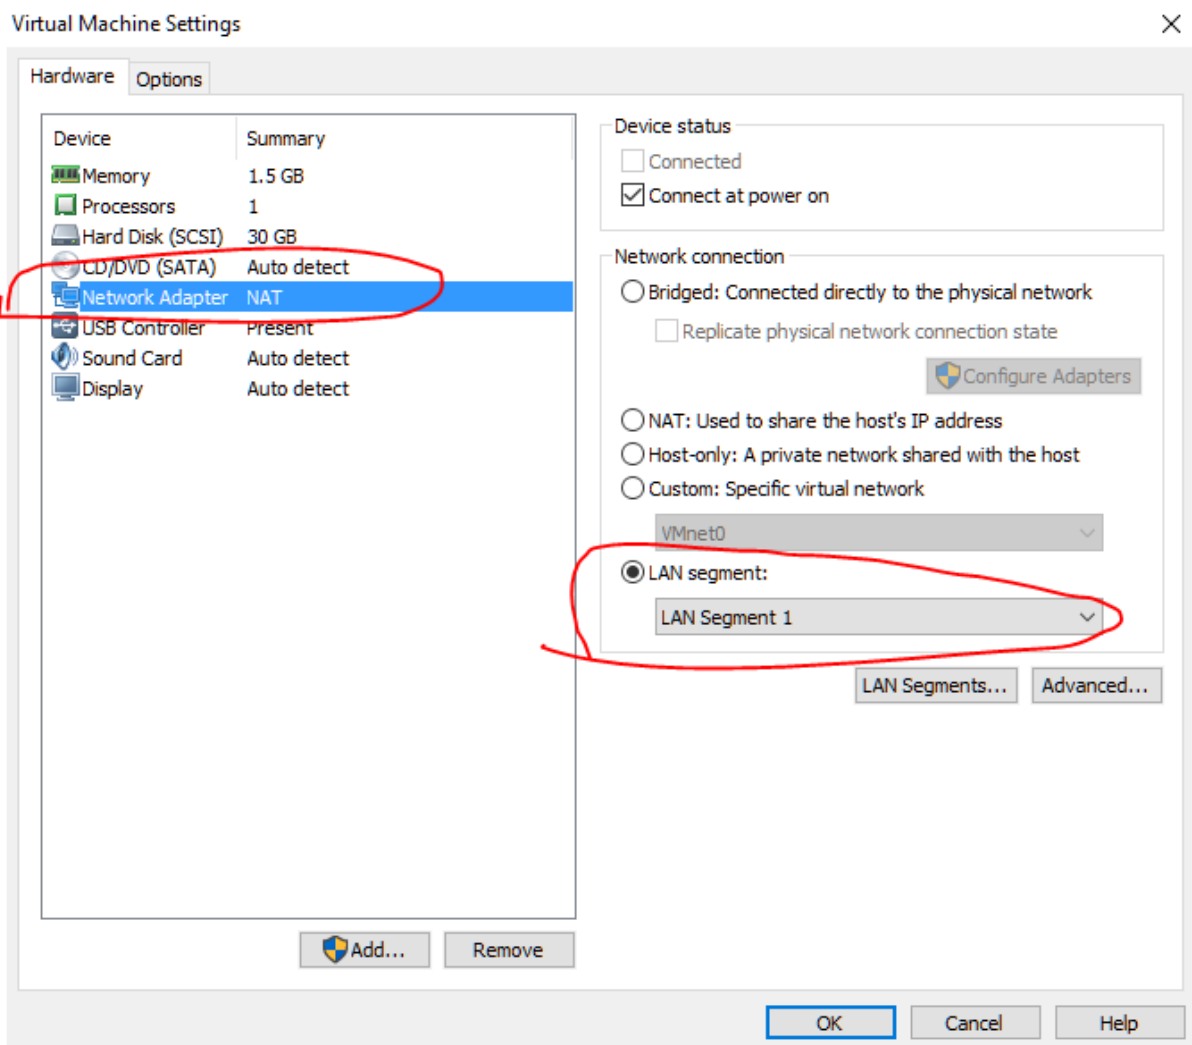 Virtual Machine Settings
Hardware
Options
Device Summary
Memory 1.5 GB
Processors 1
Hard Disk (SCSI) 30 GB
CD/DVD (SATA) Auto detect
Network Adapter NAT
USB Controller Present
Sound Card Auto detect
Display Auto detect
Add...
Remove
Device status
Connected
Connect at power on
Network connection
Bridged: Connected directly to the physical network
Replicate physical network connection state
Configure Adapters
NAT: Used to share the host's IP address
Host-only: A private network shared with the host
Custom: Specific virtual network
VMnet0
LAN segment:
LAN Segment 1
LAN Segments...
Advanced...
OK
Cancel
Help